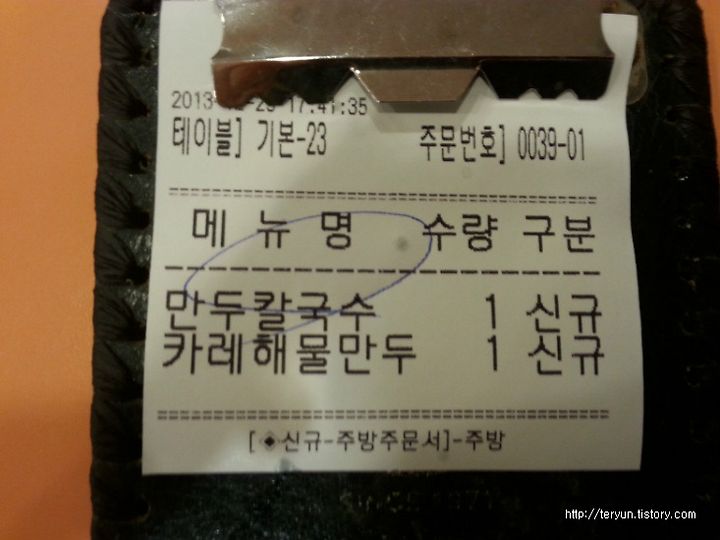 17:41:35
테이블] 기본-23 주문번호] 0039-01
메 뉴 명 수량 구분
만두칼국수 1 신규
카레해물만두 1 신규
[◈신규-주방주문서]-주방
http://teryun.tistory.com